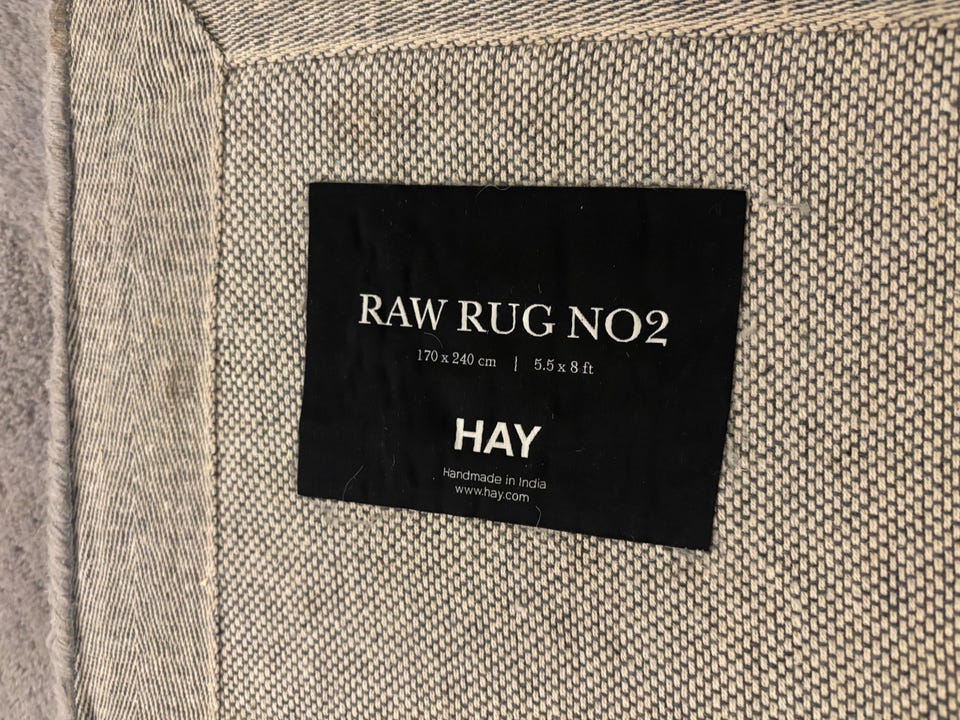 RAW RUG NO2
170 x 240 cm | 5.5 x 8 ft
HAY
Handmade in India
www.hay.com